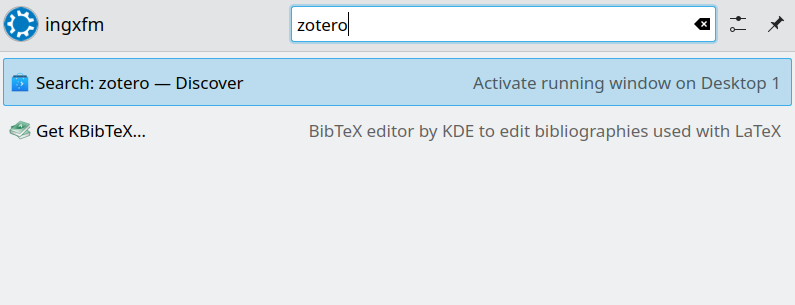 ingxfm
zotero
Search: zotero — Discover Activate running window on Desktop 1
Get KBibTeX... BibTeX editor by KDE to edit bibliographies used with LaTeX